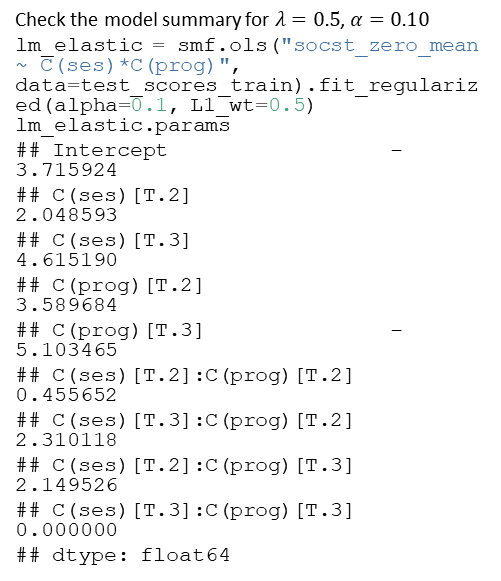 Check the model summary for λ = 0.5, α = 0.10
lm_elastic = smf.ols("socst_zero_mean
~ C(ses)*C(prog)",
data=test_scores_train).fit_regulariz
ed(alpha=0.1, L1_wt=0.5)
lm_elastic.params
## Intercept -
3.715924
## C(ses)[T.2]
2.048593
## C(ses)[T.3]
4.615190
## C(prog)[T.2]
3.589684
## C(prog)[T.3] -
5.103465
## C(ses)[T.2]:C(prog)[T.2]
0.455652
## C(ses)[T.3]:C(prog)[T.2]
2.310118
## C(ses)[T.2]:C(prog)[T.3]
2.149526
## C(ses)[T.3]:C(prog)[T.3]
0.000000
## dtype: float64